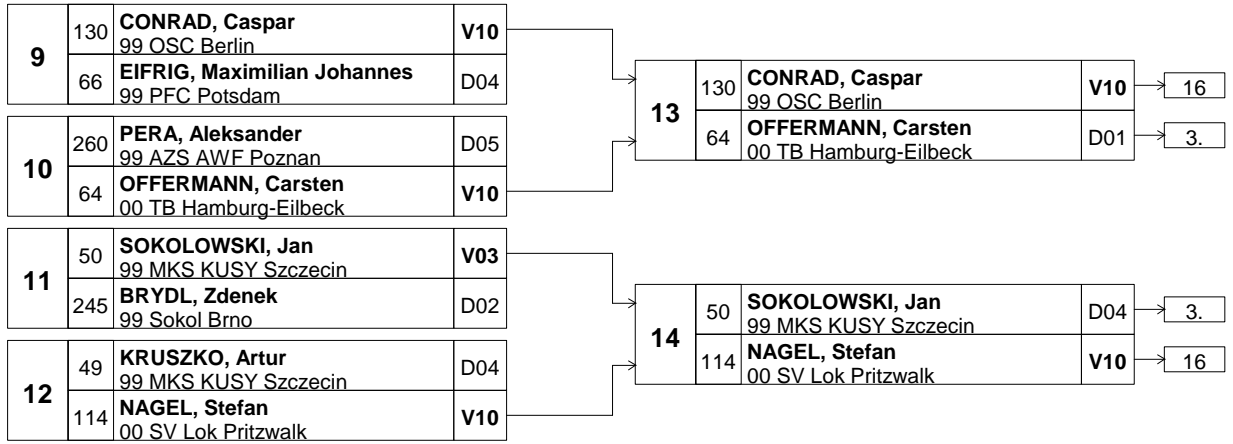 9
130 CONRAD, Caspar V10
99 OSC Berlin
66 EIFRIG, Maximilian Johannes D04
99 PFC Potsdam
10
260 PERA, Aleksander D05
99 AZS AWF Poznan
64 OFFERMANN, Carsten V10
00 TB Hamburg-Eilbeck
11
50 SOKOLOWSKI, Jan V03
99 MKS KUSY Szczecin
245 BRYDL, Zdenek D02
99 Sokol Brno
12
49 KRUSZKO, Artur D04
99 MKS KUSY Szczecin
114 NAGEL, Stefan V10
00 SV Lok Pritzwalk
13
130 CONRAD, Caspar V10 16
99 OSC Berlin
64 OFFERMANN, Carsten D01 3.
00 TB Hamburg-Eilbeck
14
50 SOKOLOWSKI, Jan D04 3.
99 MKS KUSY Szczecin
114 NAGEL, Stefan V10 16
00 SV Lok Pritzwalk